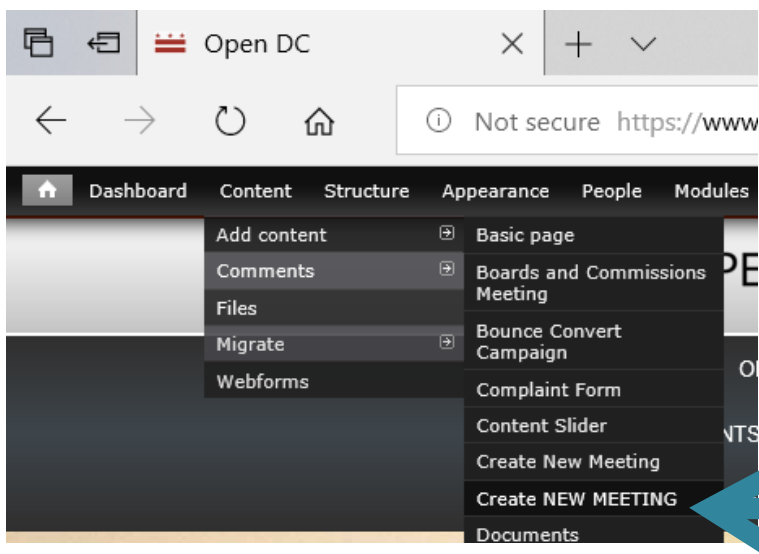 Open DC
Not secure https://www
Dashboard Content Structure Appearance People Modules
Add content
Comments
Files
Migrate
Webforms
Basic page
Boards and Commissions
Meeting
Bounce Convert
Campaign
Complaint Form
Content Slider
Create New Meeting
Create NEW MEETING
Documents
PE
O
NTS